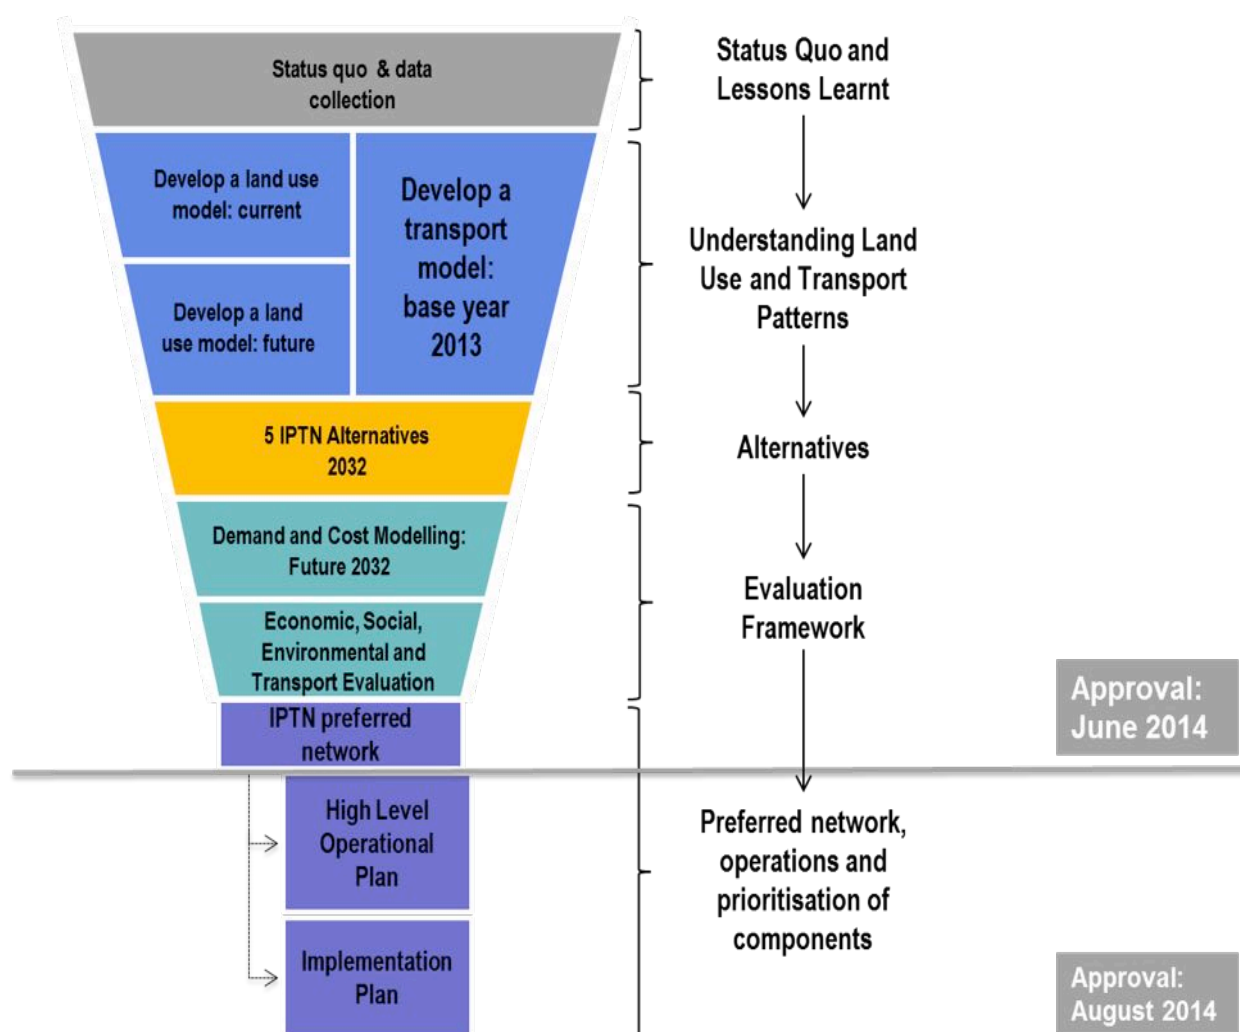 Status quo & data
collection
Status Quo and
Lessons Learnt
Develop a land use
model: current
Develop a land
use model: future
Develop a
transport
model:
base year
2013
Understanding Land
Use and Transport
Patterns
5 IPTN Alternatives
2032
Alternatives
Demand and Cost Modelling:
Future 2032
Economic, Social,
Environmental and
Transport Evaluation
Evaluation
Framework
IPTN preferred
network
Approval:
June 2014
High Level
Operational
Plan
Implementation
Plan
Preferred network,
operations and
prioritisation of
components
Approval:
August 2014